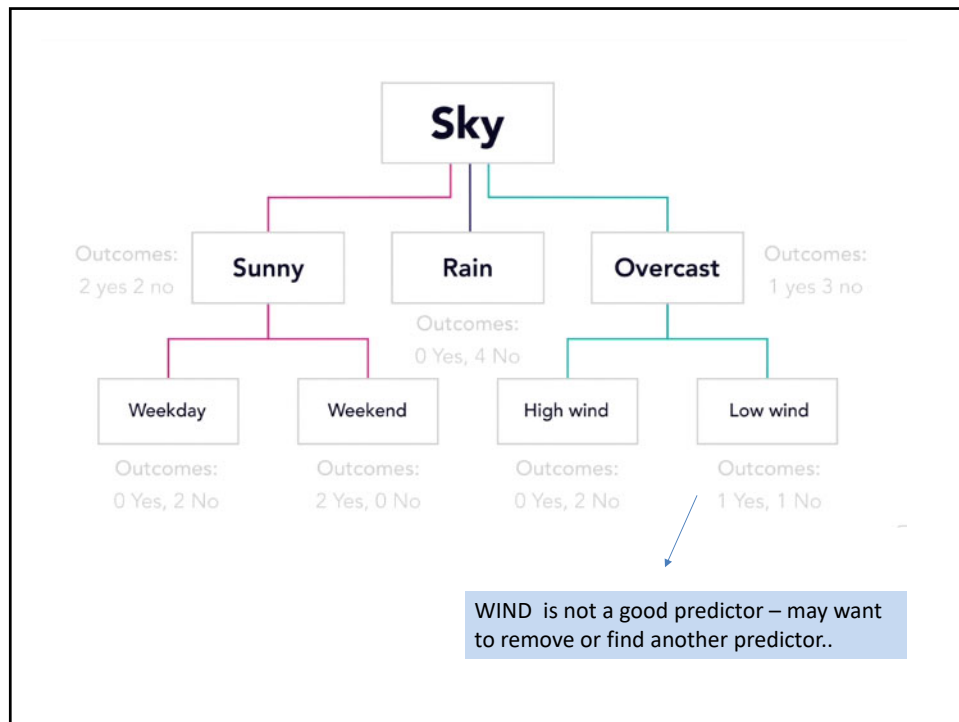 Sky
Outcomes:
2 yes 2 no
Sunny
Rain
Overcast
Outcomes:
1 yes 3 no
Outcomes:
0 Yes, 4 No
Weekday
Weekend
High wind
Low wind
Outcomes:
0 Yes, 2 No
Outcomes:
2 Yes, 0 No
Outcomes:
0 Yes, 2 No
Outcomes:
1 Yes, 1 No
WIND  is not a good predictor – may want
to remove or find another predictor..